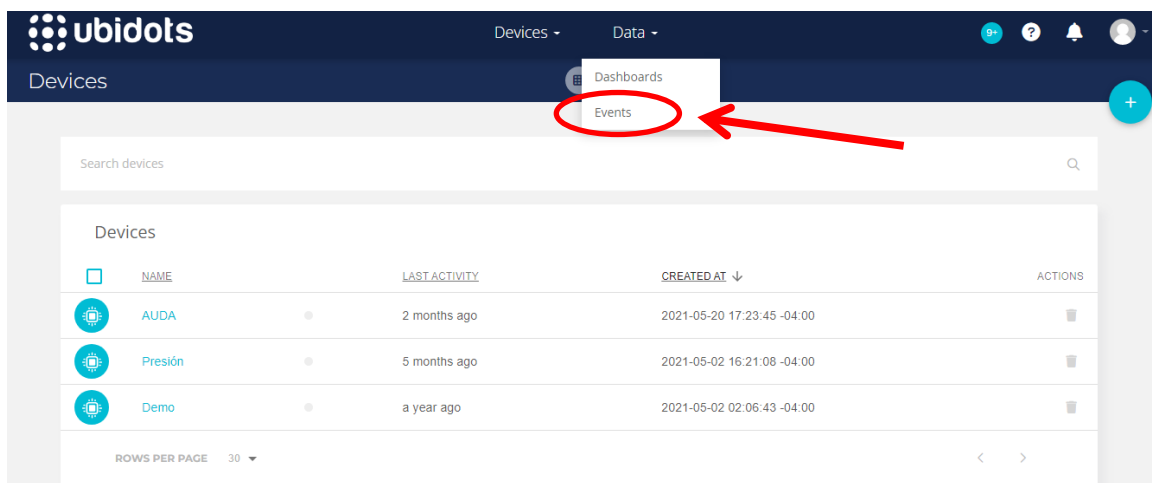 ubidots Devices Data 9+ ?
Devices Dashboards
Events
+
Search devices
Devices
NAME LAST ACTIVITY CREATED AT ACTIONS
AUDA 2 months ago 2021-05-20 17:23:45 -04:00
Presión 5 months ago 2021-05-02 16:21:08 -04:00
Demo a year ago 2021-05-02 02:06:43 -04:00
ROWS PER PAGE 30